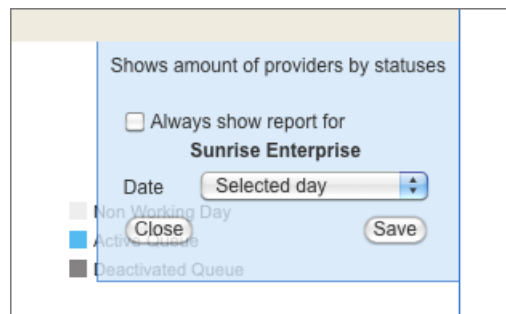 Shows amount of providers by statuses
Always show report for
Sunrise Enterprise
Date Selected day
Non Working Day
Close Save
Active Queue
Deactivated Queue